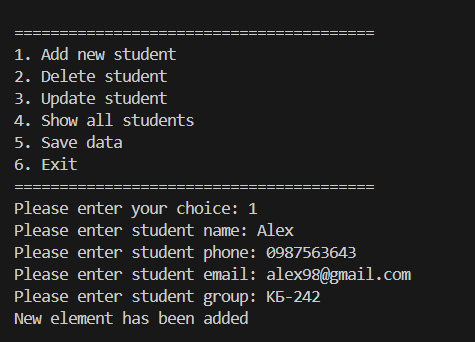 ========================================
1. Add new student
2. Delete student
3. Update student
4. Show all students
5. Save data
6. Exit
========================================
Please enter your choice: 1
Please enter student name: Alex
Please enter student phone: 0987563643
Please enter student email: alex98@gmail.com
Please enter student group: КБ-242
New element has been added